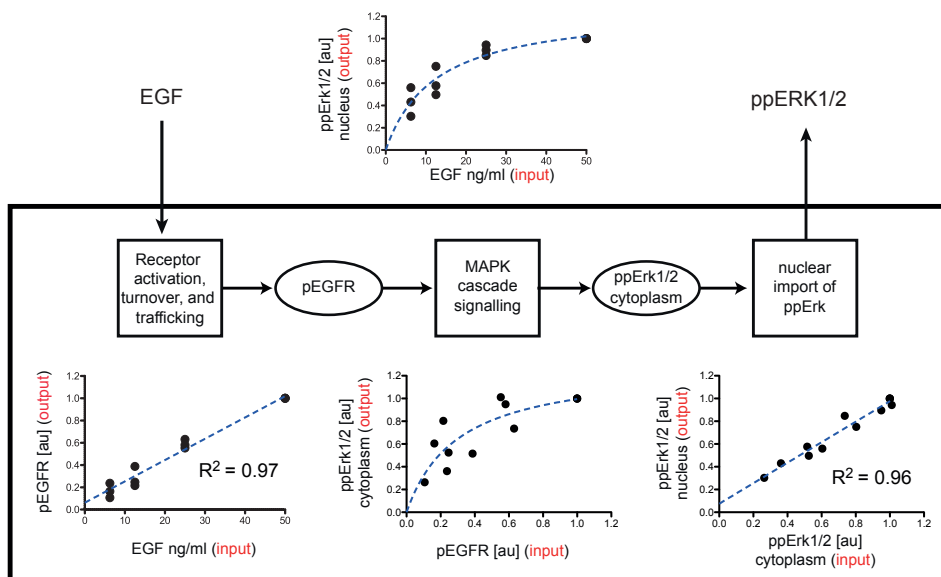 EGF
ppERK1/2
ppErk1/2 [au]
nucleus (output)
1.2
1.0
0.8
0.6
0.4
0.2
0.0
0
10
20
30
40
50
EGF ng/ml (input)
Receptor
activation,
turnover, and
trafficking
pEGFR
MAPK
cascade
signalling
ppErk1/2
cytoplasm
nuclear
import of
ppErk
pEGFR [au] (output)
1.2
1.0
0.8
0.6
0.4
0.2
0.0
R² = 0.97
0
10
20
30
40
50
EGF ng/ml (input)
ppErk1/2 [au]
cytoplasm (output)
1.2
1.0
0.8
0.6
0.4
0.2
0.0
0.0
0.2
0.4
0.6
0.8
1.0
1.2
pEGFR [au] (input)
ppErk1/2 [au]
nucleus (output)
1.2
1.0
0.8
0.6
0.4
0.2
0.0
R² = 0.96
0.0
0.2
0.4
0.6
0.8
1.0
1.2
ppErk1/2 [au]
cytoplasm (input)